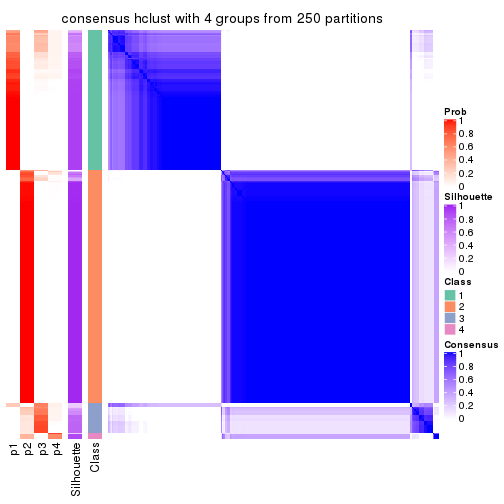 consensus hclust with 4 groups from 250 partitions
Prob
1
0.8
0.6
0.4
0.2
0
Silhouette
1
0.8
0.6
0.4
0.2
0
Class
1
2
3
4
Consensus
1
0.8
0.6
0.4
0.2
0
p1
p2
p3
p4
Silhouette
Class